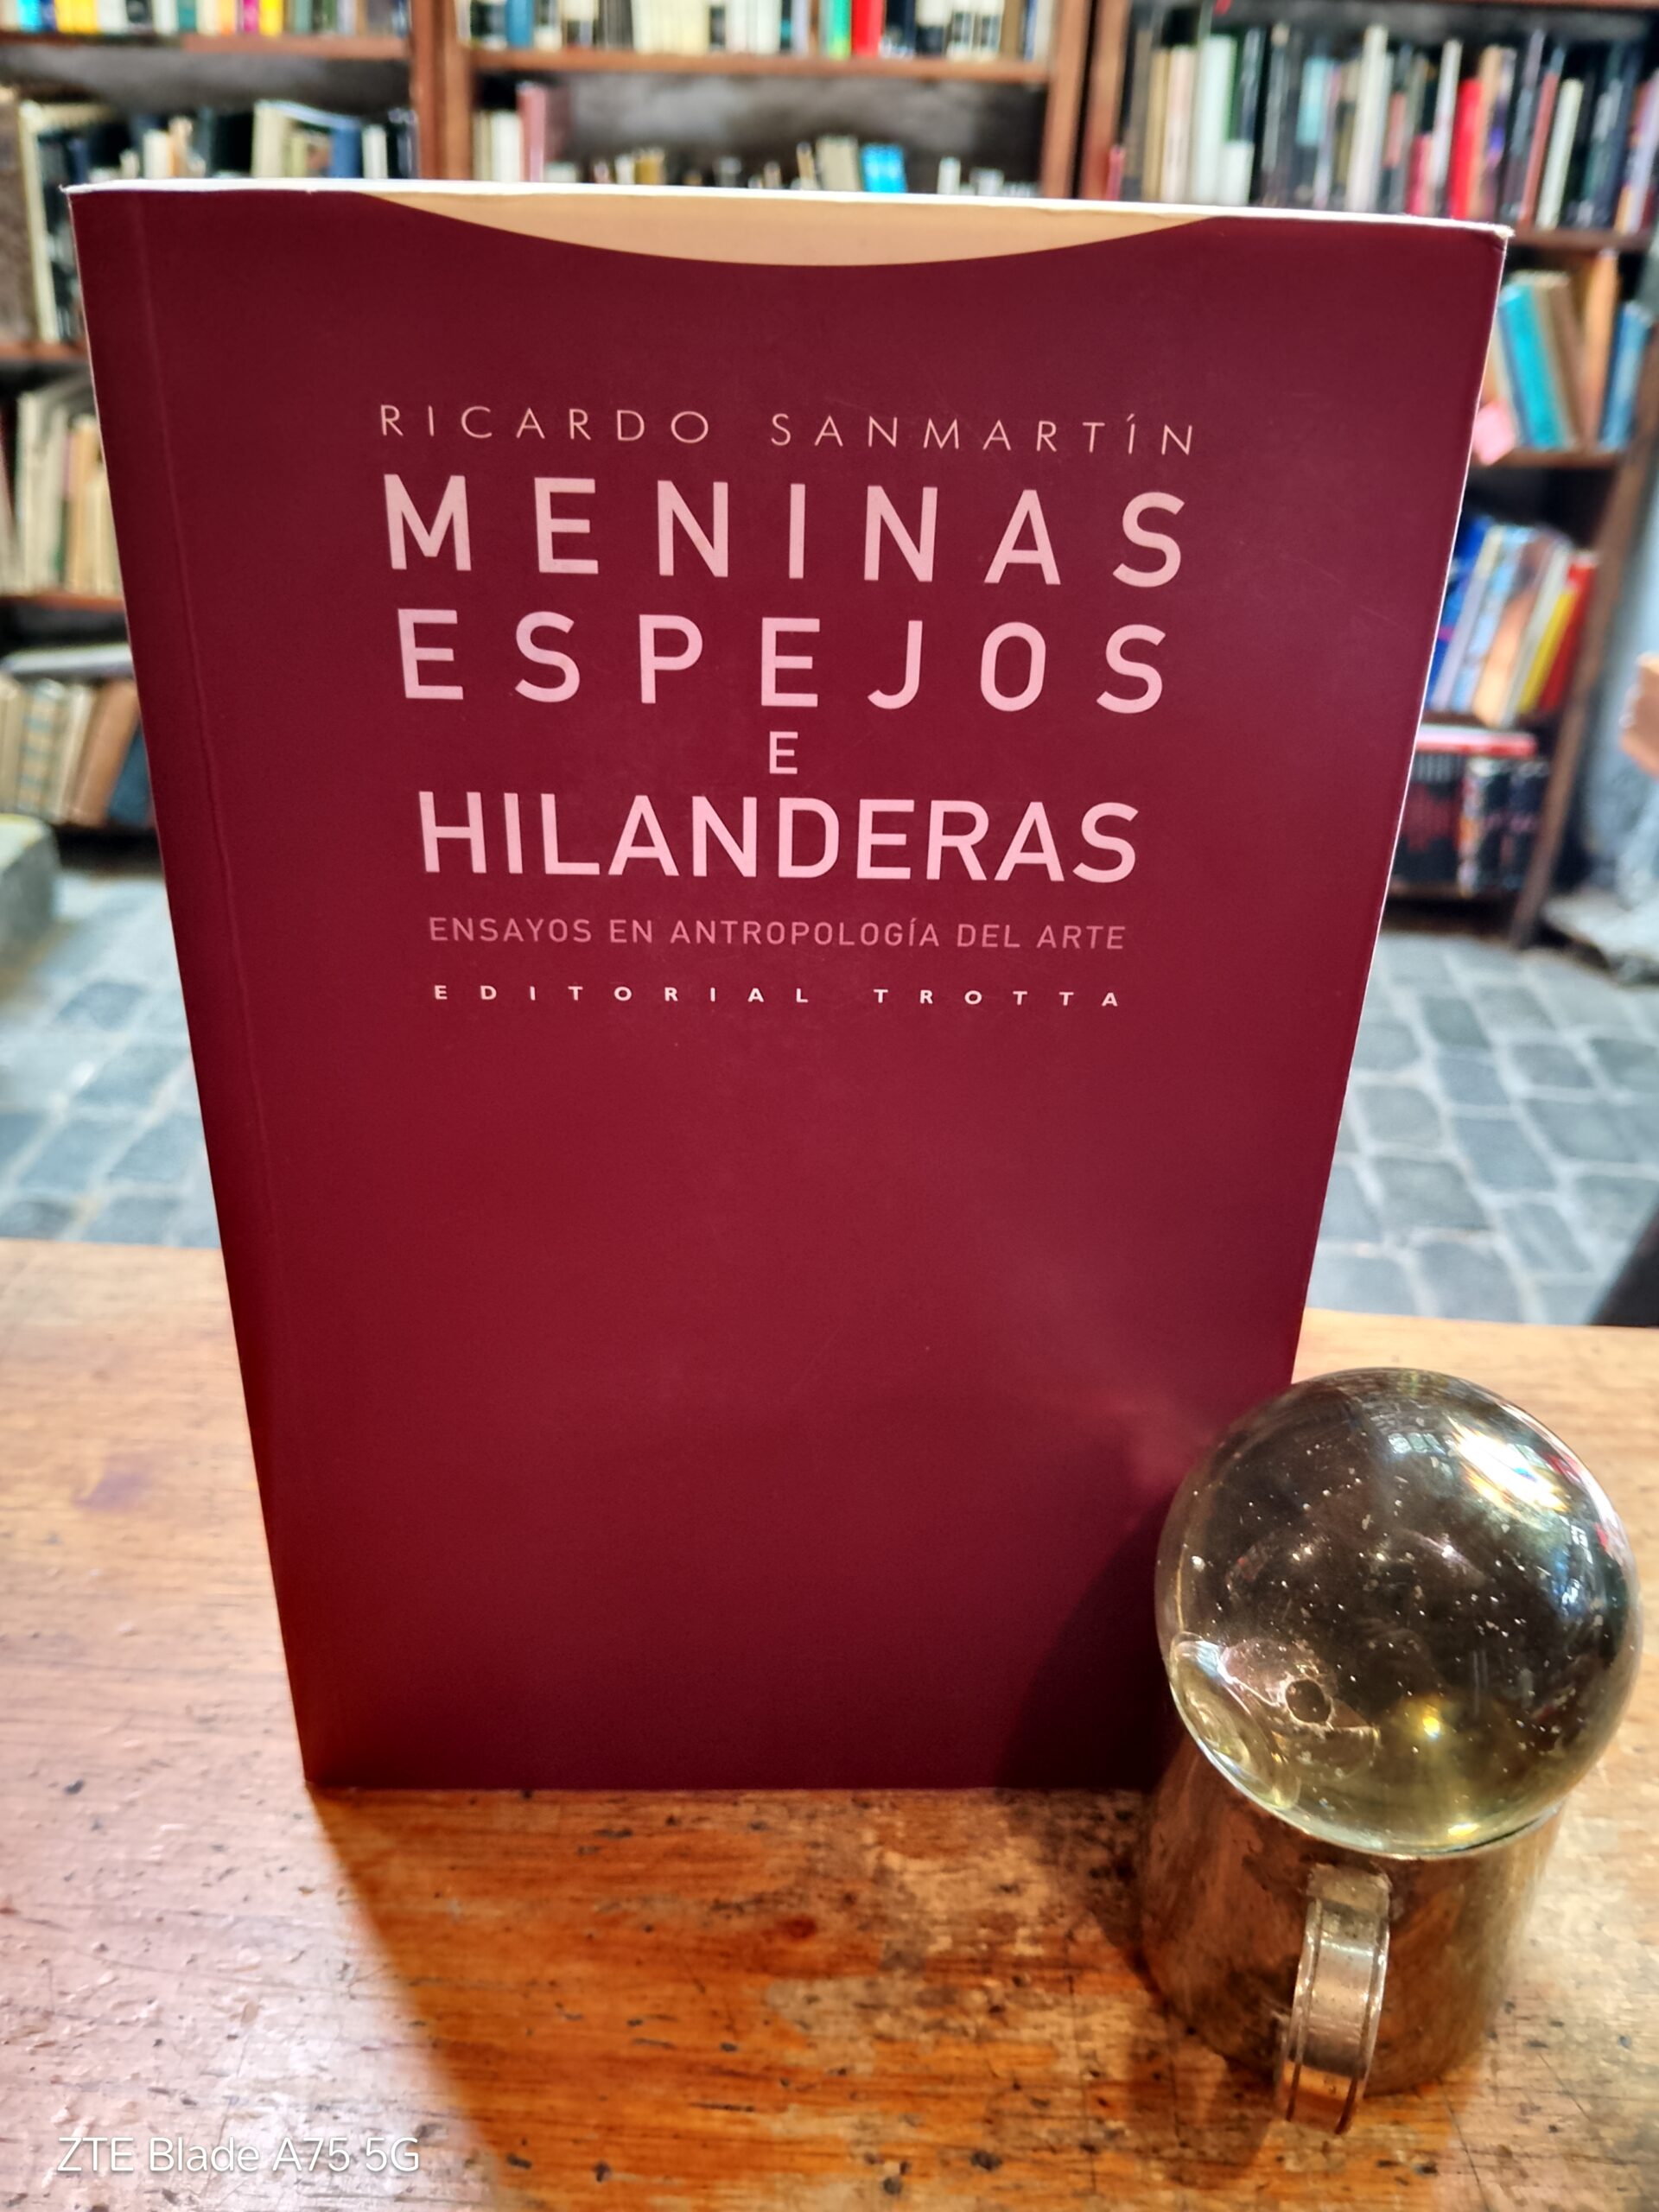 RICARDO SANMARTÍN
MENINAS
ESPEJOS
E
HILANDERAS
ENSAYOS EN ANTROPOLOGÍA DEL ARTE
EDITORIAL TROTTA
ZTE Blade A75 5G